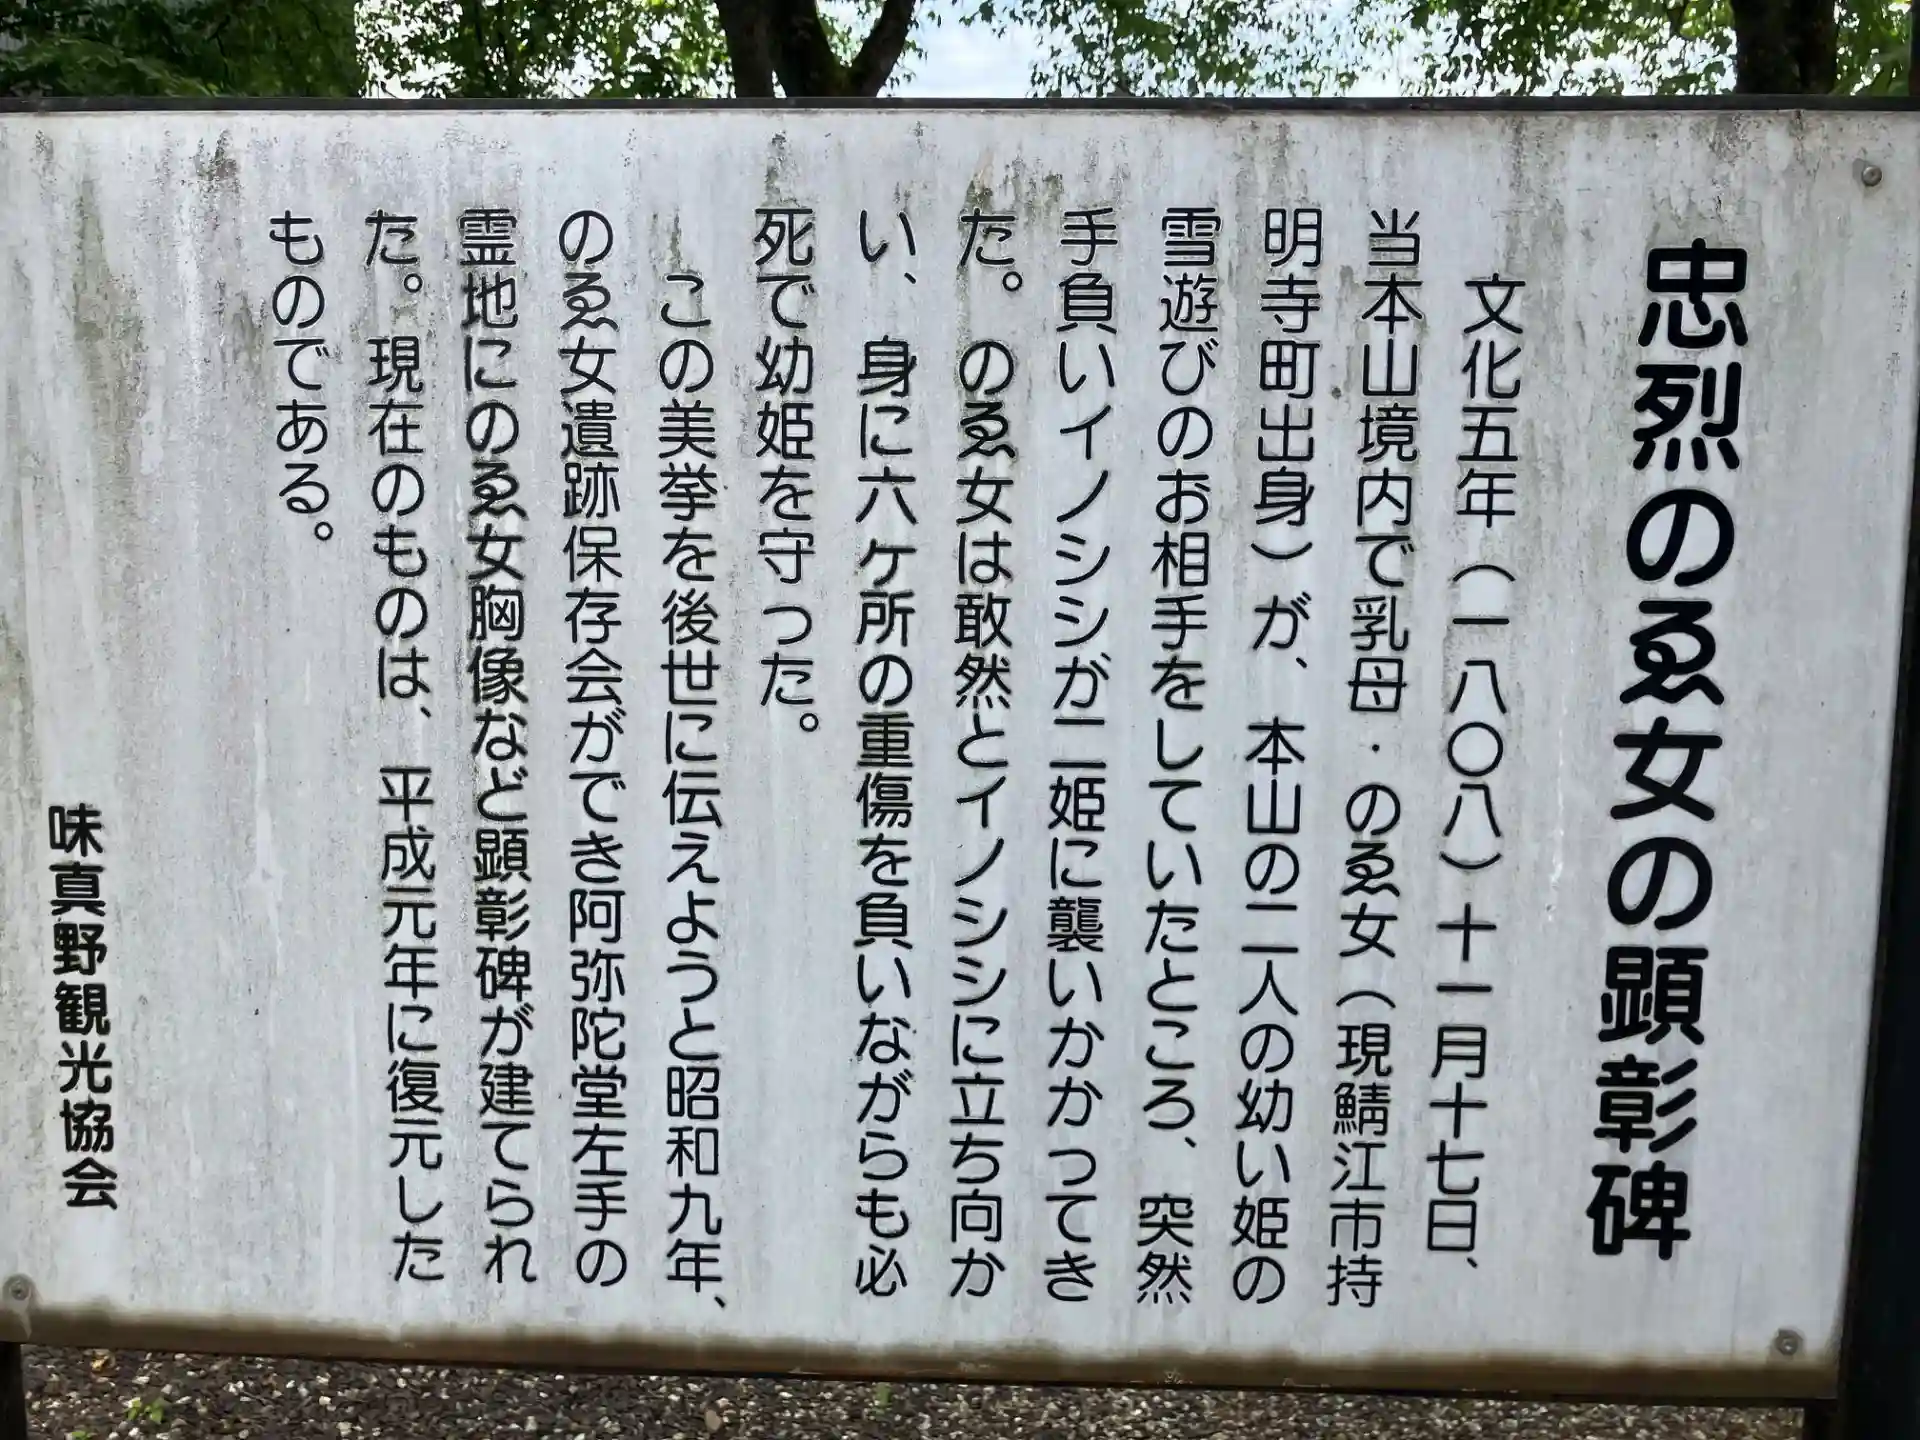 忠烈のゑ女の顕彰碑
文化五年(一八〇八)十一月十七日、
当本山境内で乳母・のゑ女(現鯖江市持
明寺町出身)が、本山の二人の幼い姫の
雪遊びのお相手をしていたところ、突然
手負いイノシシが二姫に襲いかかってき
た。のゑ女は敢然とイノシシに立ち向か
い、身に六ケ所の重傷を負いながらも必
死で幼姫を守った。
この美挙を後世に伝えようと昭和九年、
のゑ女遺跡保存会ができ阿弥陀堂左手の
霊地にのゑ女胸像など顕彰碑が建てられ
た。現在のものは、平成元年に復元した
ものである。
味真野観光協会